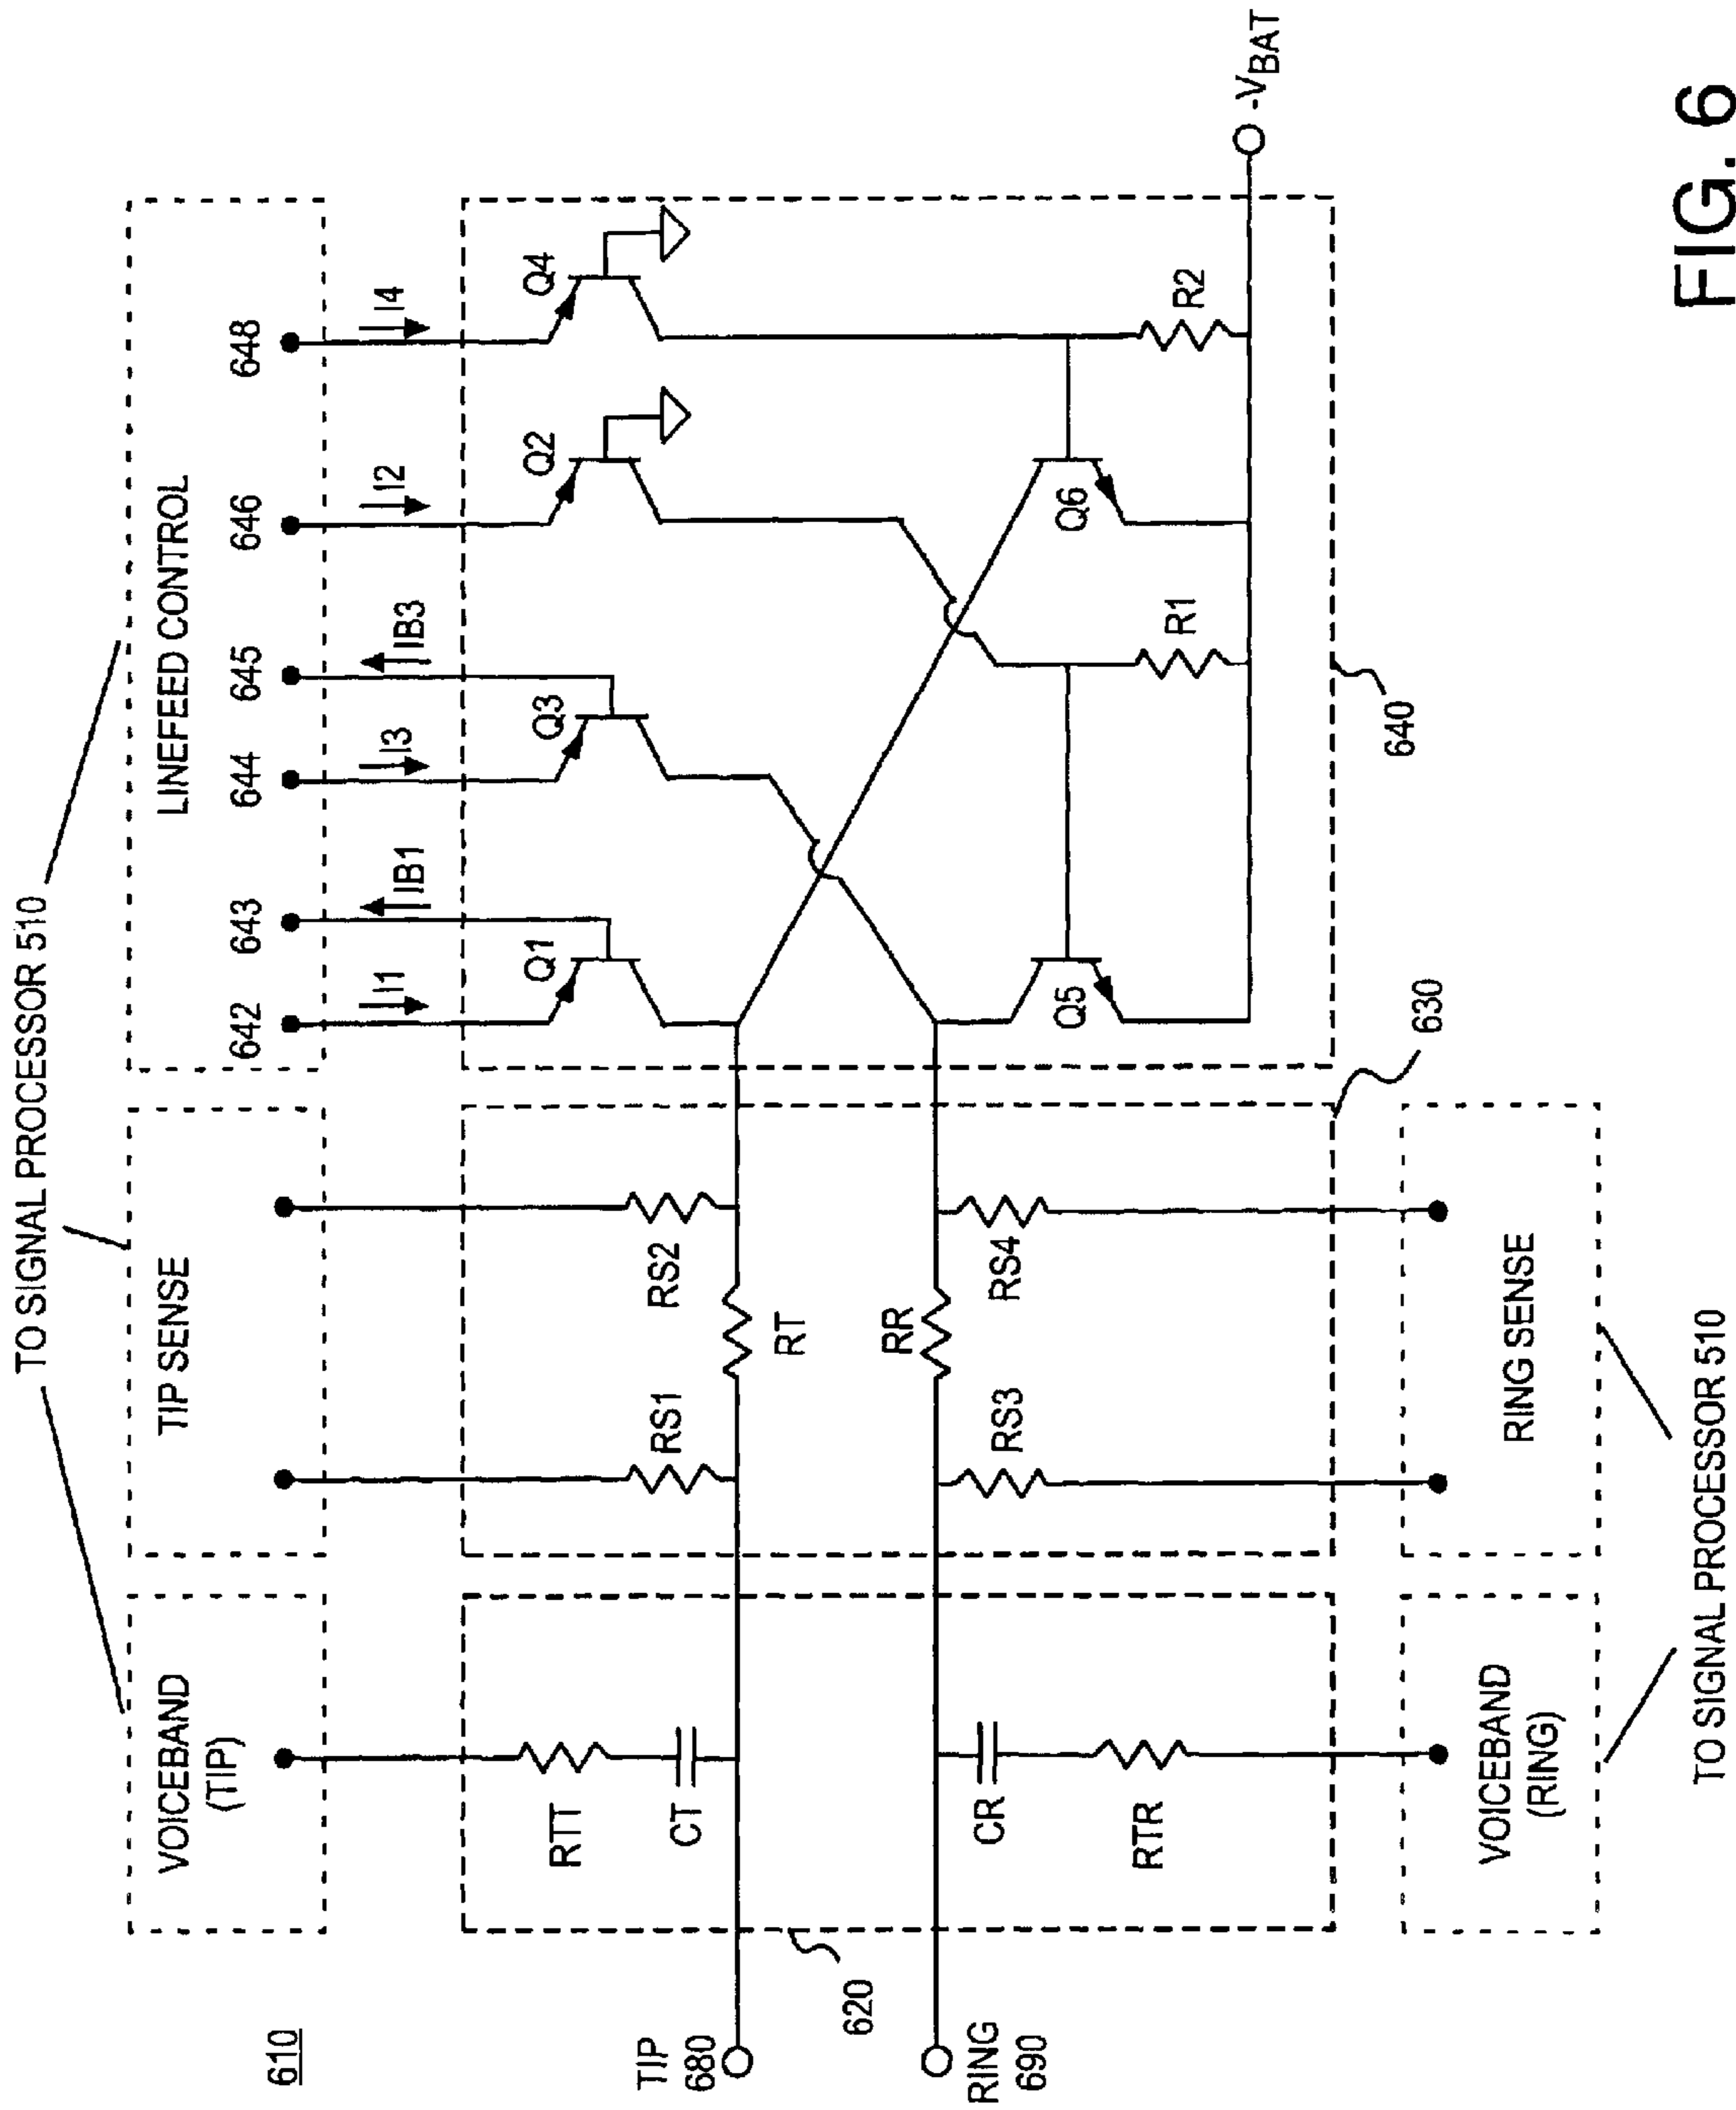 TO SIGNAL PROCESSOR 510
610
VOICEBAND
(TIP)
TIP SENSE
LINEFEED CONTROL
642
643
644
645
646
648
I1
IB1
I3
IB3
I2
I4
RTT
CT
RS1
RS2
Q1
Q3
Q2
Q4
TIP
680
RT
620
RR
RING
690
CR
RTR
RS3
RS4
Q5
Q6
R1
R2
-VBAT
630
640
VOICEBAND
(RING)
RING SENSE
TO SIGNAL PROCESSOR 510
FIG. 6